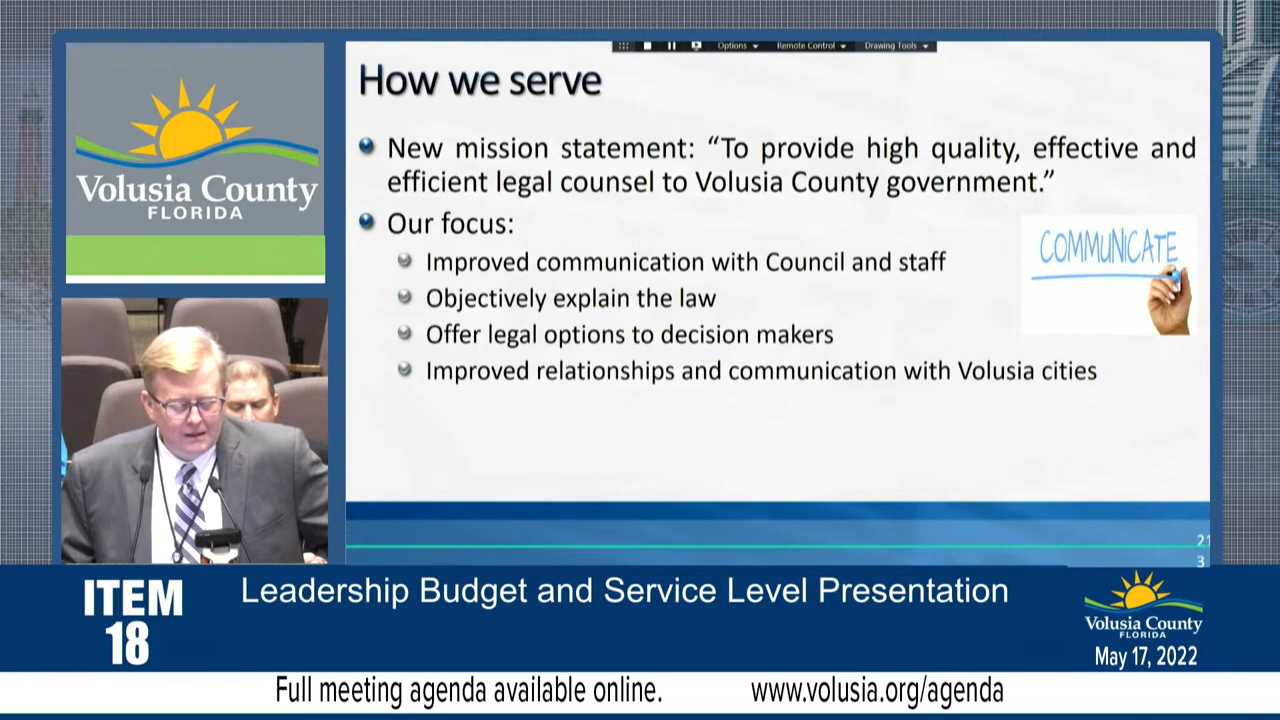 Options
Remote Control
Drawing Tools
Volusia County
FLORIDA
How we serve
New mission statement: “To provide high quality, effective and
efficient legal counsel to Volusia County government.”
Our focus:
COMMUNICATE
Improved communication with Council and staff
Objectively explain the law
Offer legal options to decision makers
Improved relationships and communication with Volusia cities
21
3
ITEM
18
Leadership Budget and Service Level Presentation
Volusia County
FLORIDA
May 17, 2022
Full meeting agenda available online.
www.volusia.org/agenda